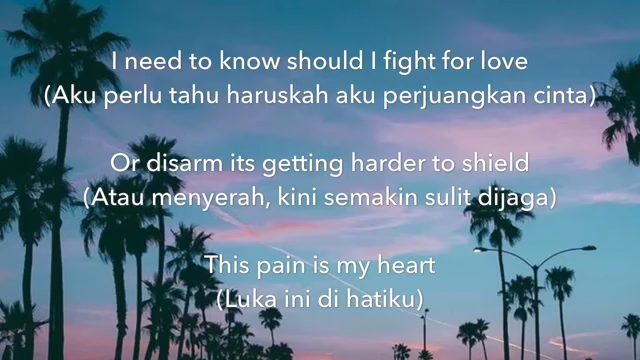 I need to know should I fight for love
(Aku perlu tahu haruskah aku perjuangkan cinta)
Or disarm its getting harder to shield
(Atau menyerah, kini semakin sulit dijaga)
This pain is my heart
(Luka ini di hatiku)